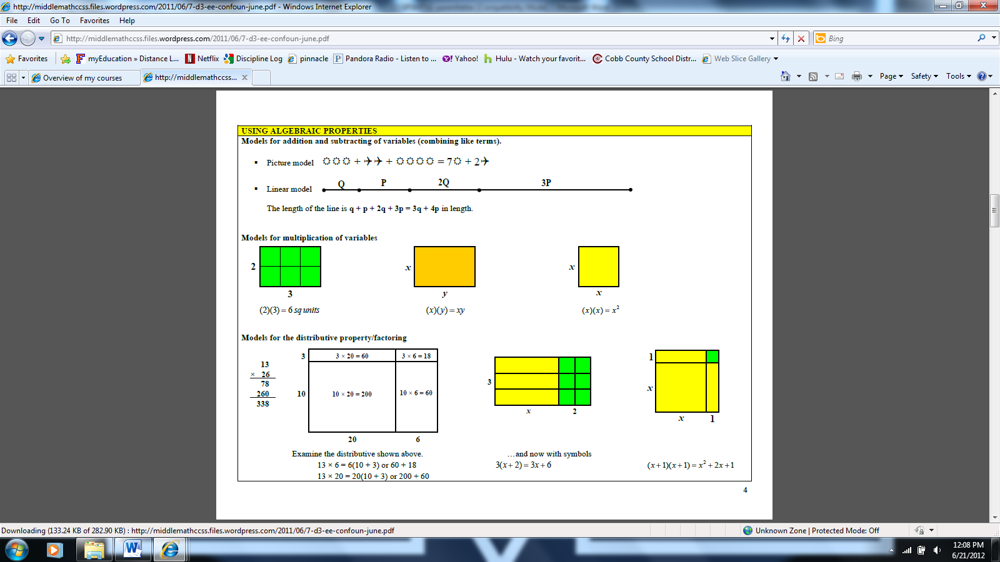 http://middlemathccss.files.wordpress.com/2011/06/7-d3-ee-confoun-june.pdf - Windows Internet Explorer
File Edit Go To Favorites Help
http://middlemathccss.files.wordpress.com/2011/06/7-d3-ee-confoun-june.pdf
Bing
Favorites myEducation » Distance L... Netflix Discipline Log pinnacle Pandora Radio - Listen to ... Yahoo! Hulu - Watch your favorit... Cobb County School Distr... Web Slice Gallery
Overview of my courses http://middlemathccss...
Page Safety Tools
USING ALGEBRAIC PROPERTIES
Models for addition and subtracting of variables (combining like terms).
▪ Picture model ☼☼☼ + ✈✈ + ☼☼☼☼ = 7☼ + 2✈
Q P 2Q 3P
▪ Linear model
The length of the line is q + p + 2q + 3p = 3q + 4p in length.
Models for multiplication of variables
2
3
(2)(3) = 6 sq units
x
y
(x)(y) = xy
x
x
(x)(x) = x²
Models for the distributive property/factoring
13
× 26
78
260
338
3
3 × 20 = 60
3 × 6 = 18
10
10 × 20 = 200
10 × 6 = 60
20
6
3
x
2
1
x
x
1
Examine the distributive shown above.
13 × 6 = 6(10 + 3) or 60 + 18
13 × 20 = 20(10 + 3) or 200 + 60
…and now with symbols
3(x + 2) = 3x + 6
(x + 1)(x + 1) = x² + 2x + 1
4
Downloading (133.24 KB of 282.90 KB) : http://middlemathccss.files.wordpress.com/2011/06/7-d3-ee-confoun-june.pdf
Unknown Zone | Protected Mode: Off
12:08 PM
6/21/2012